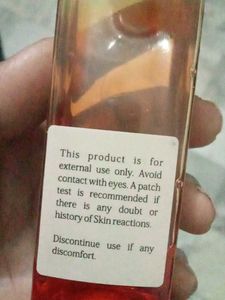 This product is for
external use only. Avoid
contact with eyes. A patch
test is recommended if
there is any doubt or
history of Skin reactions.
Discontinue use if any
discomfort.